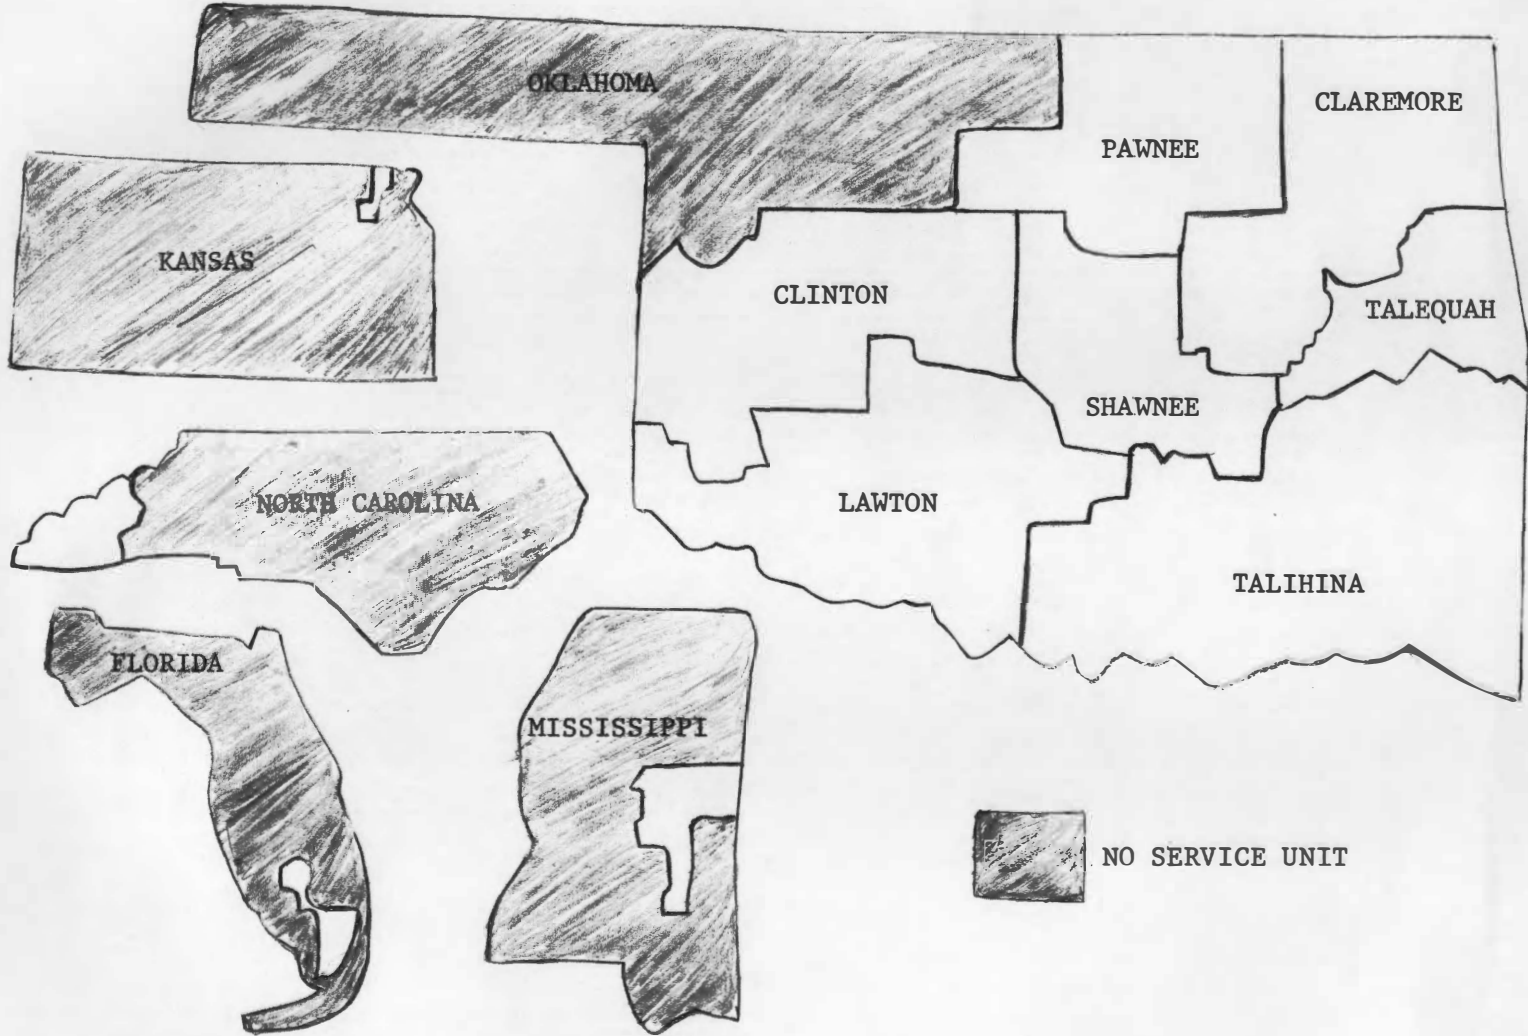 OKLAHOMA
CLAREMORE
PAWNEE
KANSAS
CLINTON
TALEQUAH
SHAWNEE
NORTH CAROLINA
LAWTON
TALIHINA
FLORIDA
MISSISSIPPI
NO SERVICE UNIT